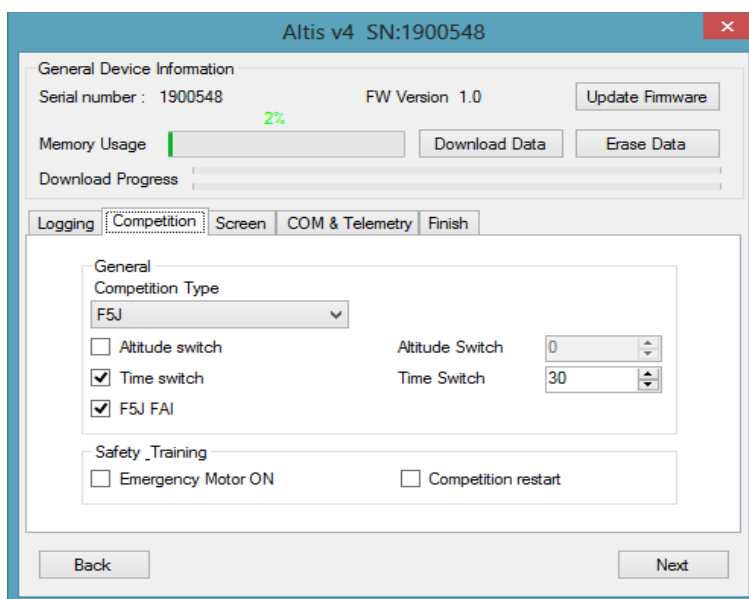 Altis v4 SN:1900548
General Device Information
Serial number : 1900548 FW Version 1.0 Update Firmware
2%
Memory Usage Download Data Erase Data
Download Progress
Logging Competition Screen COM & Telemetry Finish
General
Competition Type
F5J
Altitude switch Altitude Switch 0
Time switch Time Switch 30
F5J FAI
Safety_Training
Emergency Motor ON Competition restart
Back Next